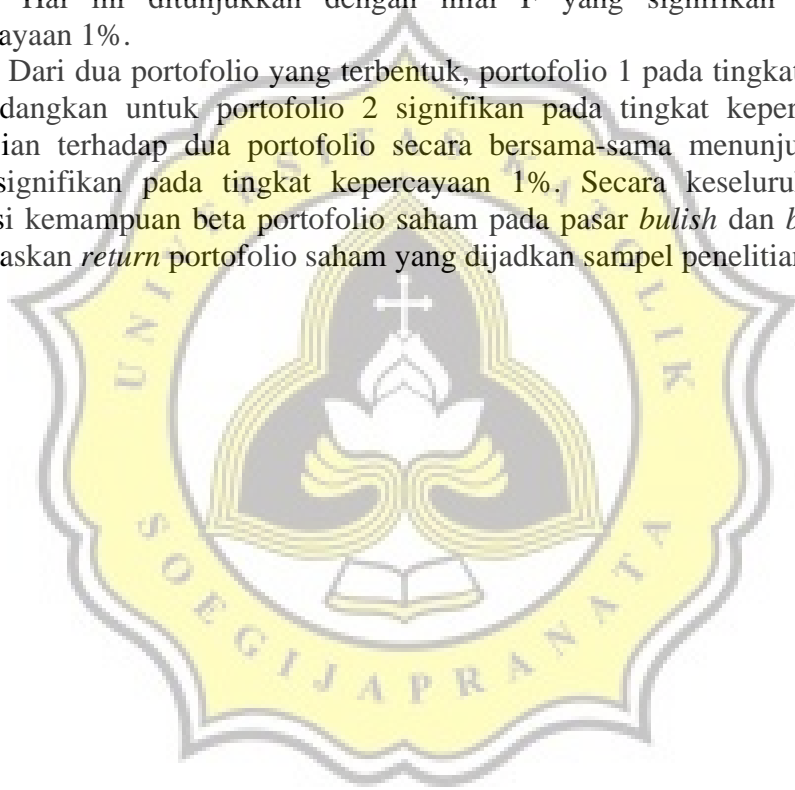 Hal ini ditunjukkan dengan nilai F yang signifikan
ayaan 1%.
Dari dua portofolio yang terbentuk, portofolio 1 pada tingkat
dangkan untuk portofolio 2 signifikan pada tingkat keper
ian terhadap dua portofolio secara bersama-sama menunju
signifikan pada tingkat kepercayaan 1%. Secara keseluru
si kemampuan beta portofolio saham pada pasar bulish dan b
askan return portofolio saham yang dijadkan sampel penelitian
UNIVERSITAS KATOLIK
SOEGIJAPRANATA